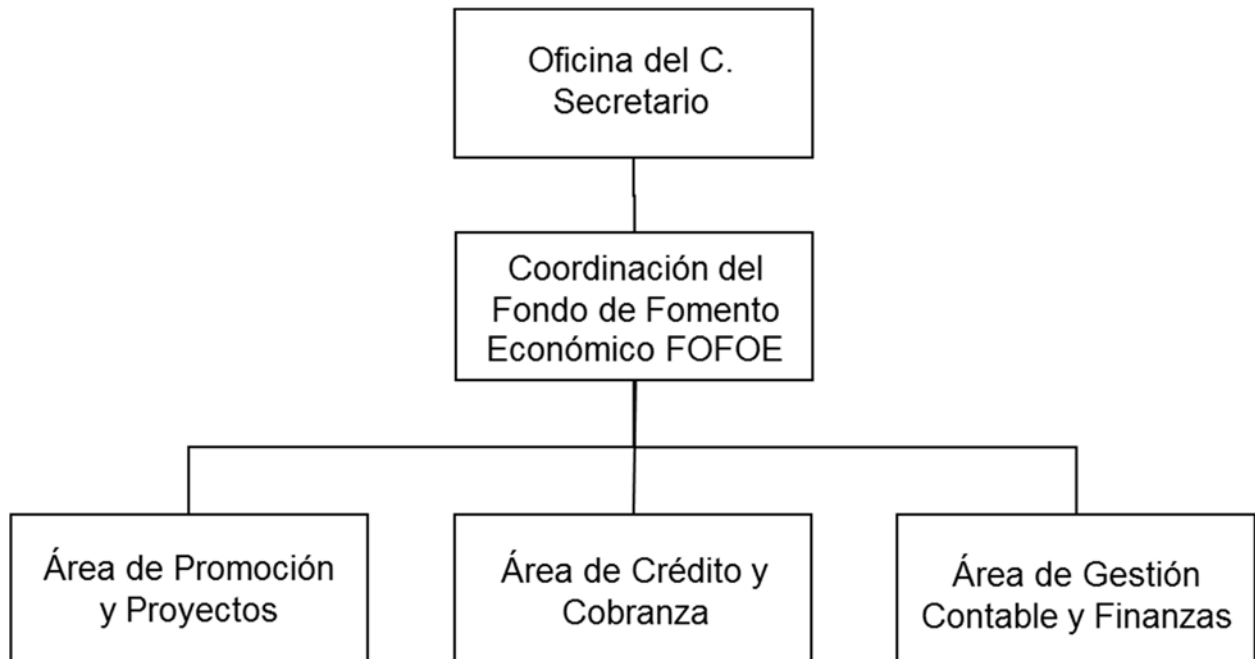 Oficina del C.
Secretario
Coordinación del
Fondo de Fomento
Económico FOFOE
Área de Promoción
y Proyectos
Área de Crédito y
Cobranza
Área de Gestión
Contable y Finanzas